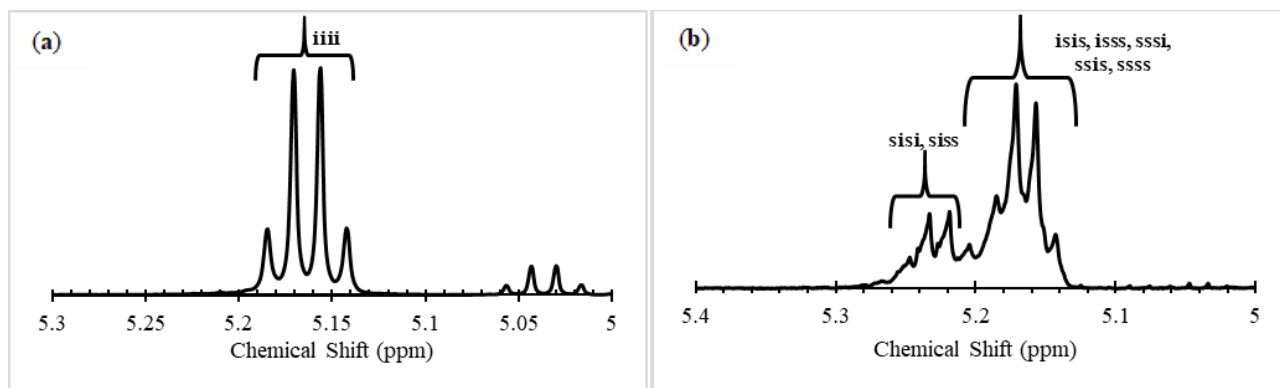 (a)
iiii
5.3 5.25 5.2 5.15 5.1 5.05 5
Chemical Shift (ppm)
(b)
isis, isss, sssi,
ssis, ssss
sisi, siss
5.4 5.3 5.2 5.1 5
Chemical Shift (ppm)